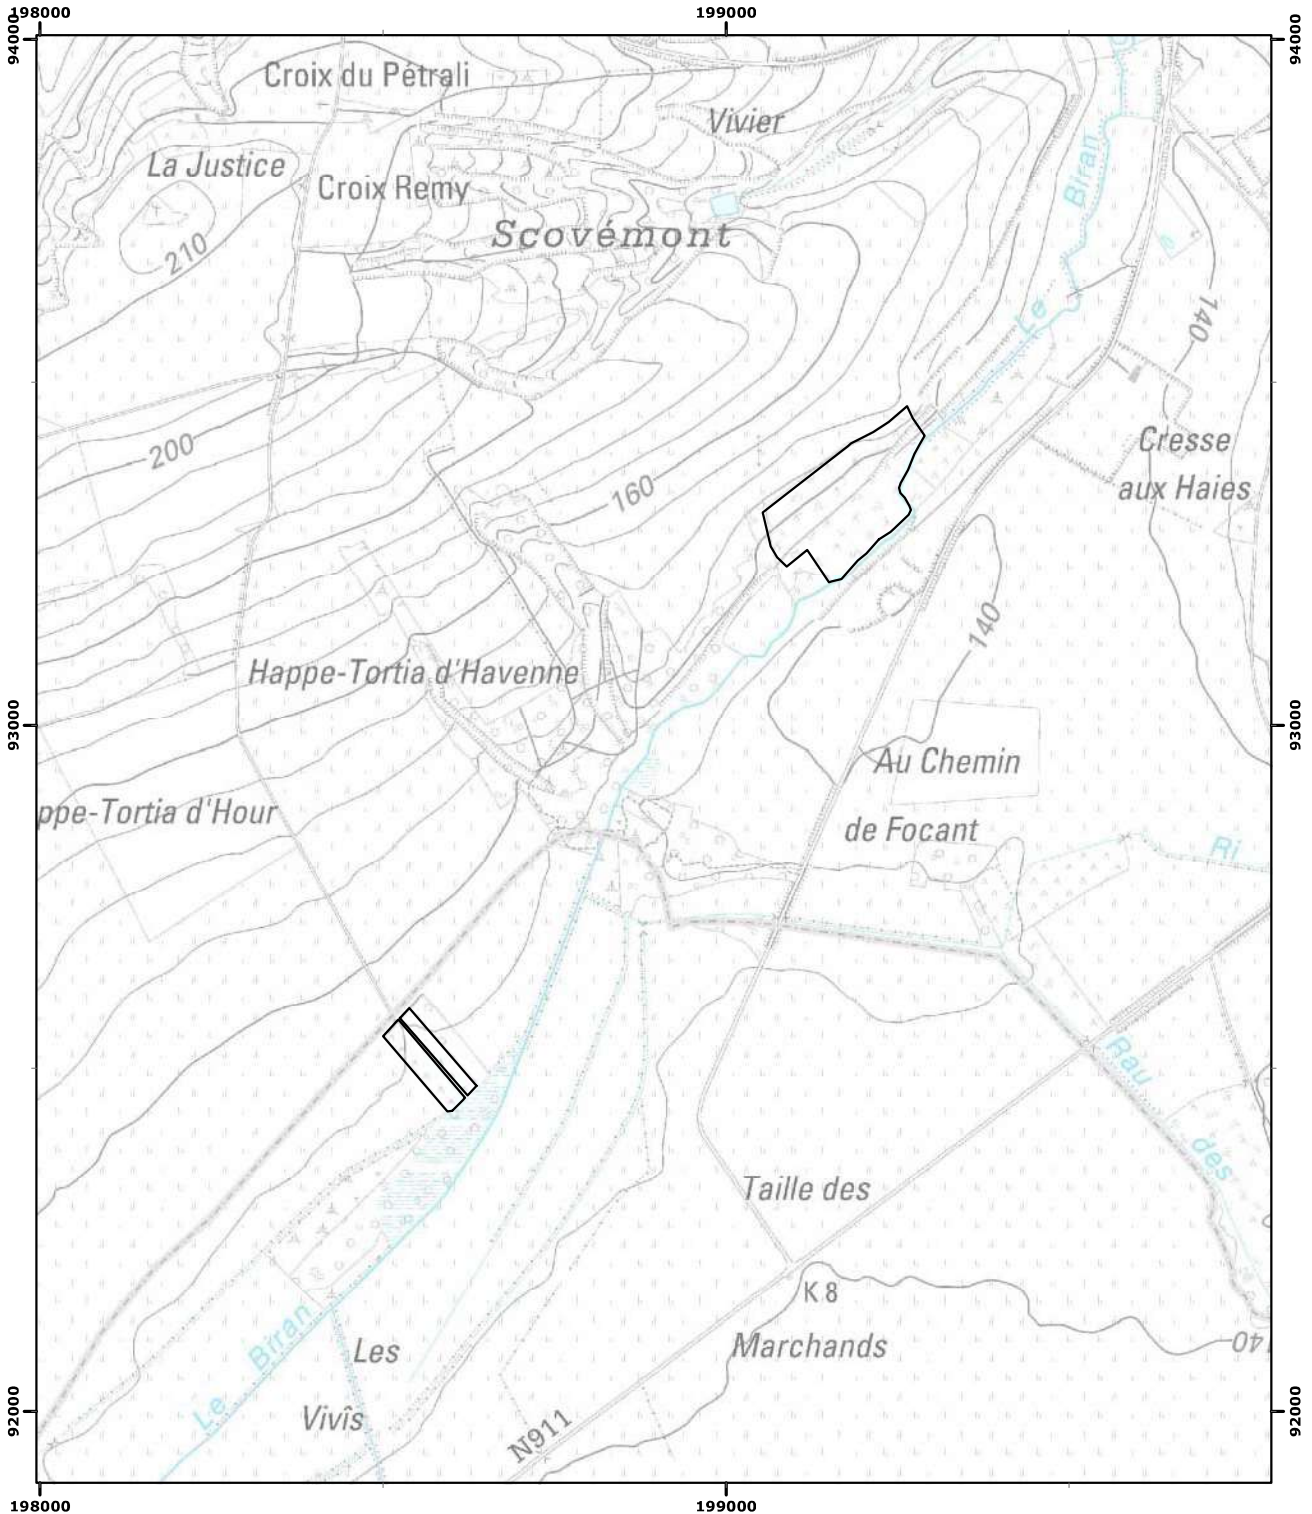 198000
199000
94000
94000
Croix du Pétrali
Vivier
La Justice
Croix Remy
Biran
Scovémont
210
Le
140
200
Cresse
aux Haies
160
140
Happe-Tortia d'Havenne
93000
93000
Au Chemin
ppe-Tortia d'Hour
de Focant
Ri
Rau
des
Taille des
K 8
Marchands
140
Le Biran
Les
Vivîs
N911
92000
92000
198000
199000